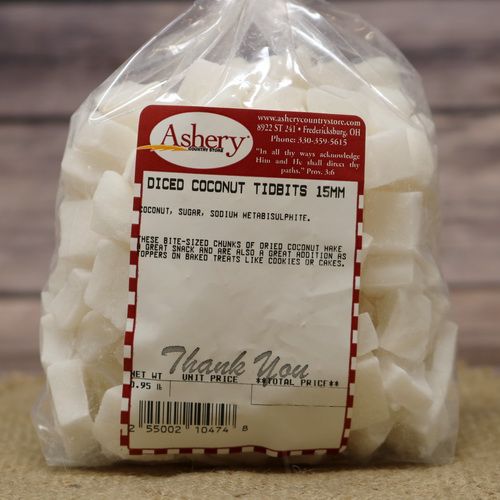 Ashery
COUNTRY STORE
www.asherycountrystore.com
8922 ST 241 • Fredericksburg, OH
Phone: 330-359-5615
"In all thy ways acknowledge
Him and He shall direct thy
paths." Prov. 3:6
DICED COCONUT TIDBITS 15MM
COCONUT, SUGAR, SODIUM METABISULPHITE.
THESE BITE-SIZED CHUNKS OF DRIED COCONUT MAKE
A GREAT SNACK AND ARE ALSO A GREAT ADDITION AS
TOPPERS ON BAKED TREATS LIKE COOKIES OR CAKES.
Thank You
NET WT UNIT PRICE **TOTAL PRICE**
0.95 lb
2 55002 10474 8